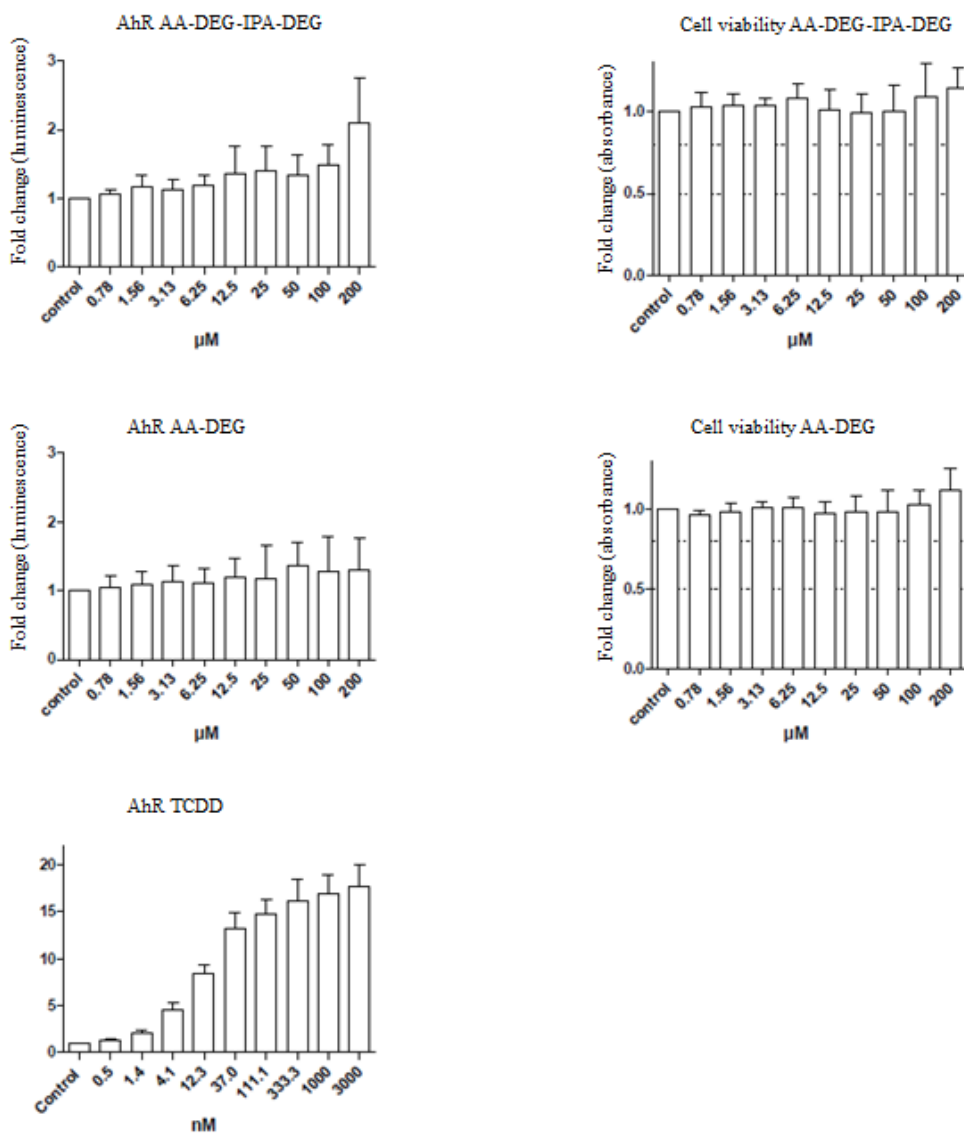 AhR AA-DEG-IPA-DEG
Fold change (luminescence)
3
2
1
0
control 0.78 1.56 3.13 6.25 12.5 25 50 100 200
µM
Cell viability AA-DEG-IPA-DEG
Fold change (absorbance)
1.0
0.5
0.0
control 0.78 1.56 3.13 6.25 12.5 25 50 100 200
µM
AhR AA-DEG
Fold change (luminescence)
3
2
1
0
control 0.78 1.56 3.13 6.25 12.5 25 50 100 200
µM
Cell viability AA-DEG
Fold change (absorbance)
1.0
0.5
0.0
control 0.78 1.56 3.13 6.25 12.5 25 50 100 200
µM
AhR TCDD
20
15
10
5
0
Control 0.5 1.4 4.1 12.3 37.0 111.1 333.3 1000 3000
nM